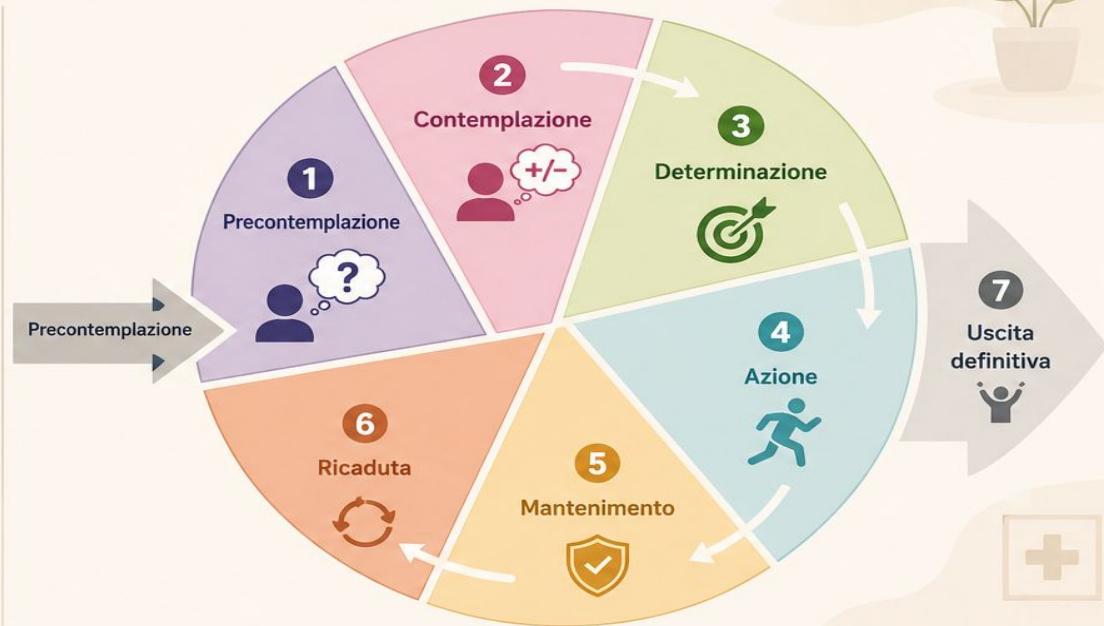 Precontemplazione
1
Precontemplazione
?
2
Contemplazione
+/−
3
Determinazione
4
Azione
5
Mantenimento
6
Ricaduta
7
Uscita
definitiva